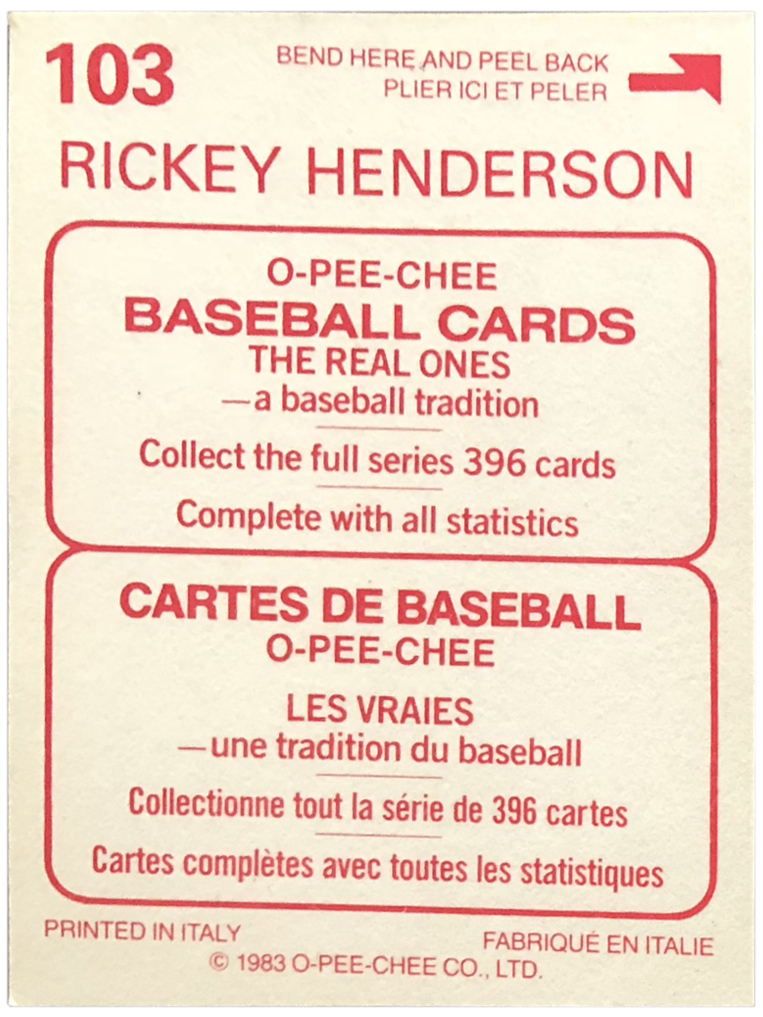 103
BEND HERE AND PEEL BACK
PLIER ICI ET PELER
RICKEY HENDERSON
O-PEE-CHEE
BASEBALL CARDS
THE REAL ONES
—a baseball tradition
Collect the full series 396 cards
Complete with all statistics
CARTES DE BASEBALL
O-PEE-CHEE
LES VRAIES
—une tradition du baseball
Collectionne tout la série de 396 cartes
Cartes complètes avec toutes les statistiques
PRINTED IN ITALY
FABRIQUÉ EN ITALIE
© 1983 O-PEE-CHEE CO., LTD.